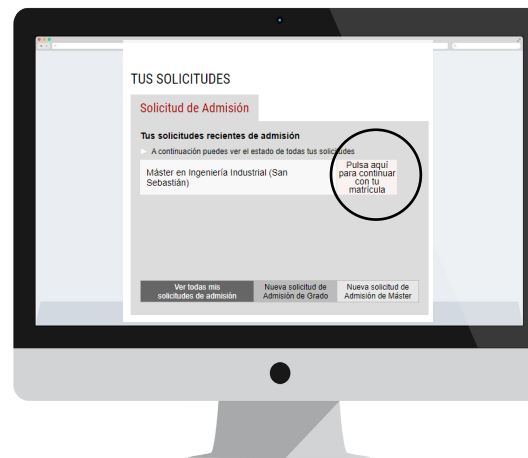 TUS SOLICITUDES
Solicitud de Admisión
Tus solicitudes recientes de admisión
A continuación puedes ver el estado de todas tus solicitudes
Máster en Ingeniería Industrial (San
Sebastián)
Pulsa aquí
para continuar
con tu
matrícula
Ver todas mis
solicitudes de admisión
Nueva solicitud de
Admisión de Grado
Nueva solicitud de
Admisión de Máster